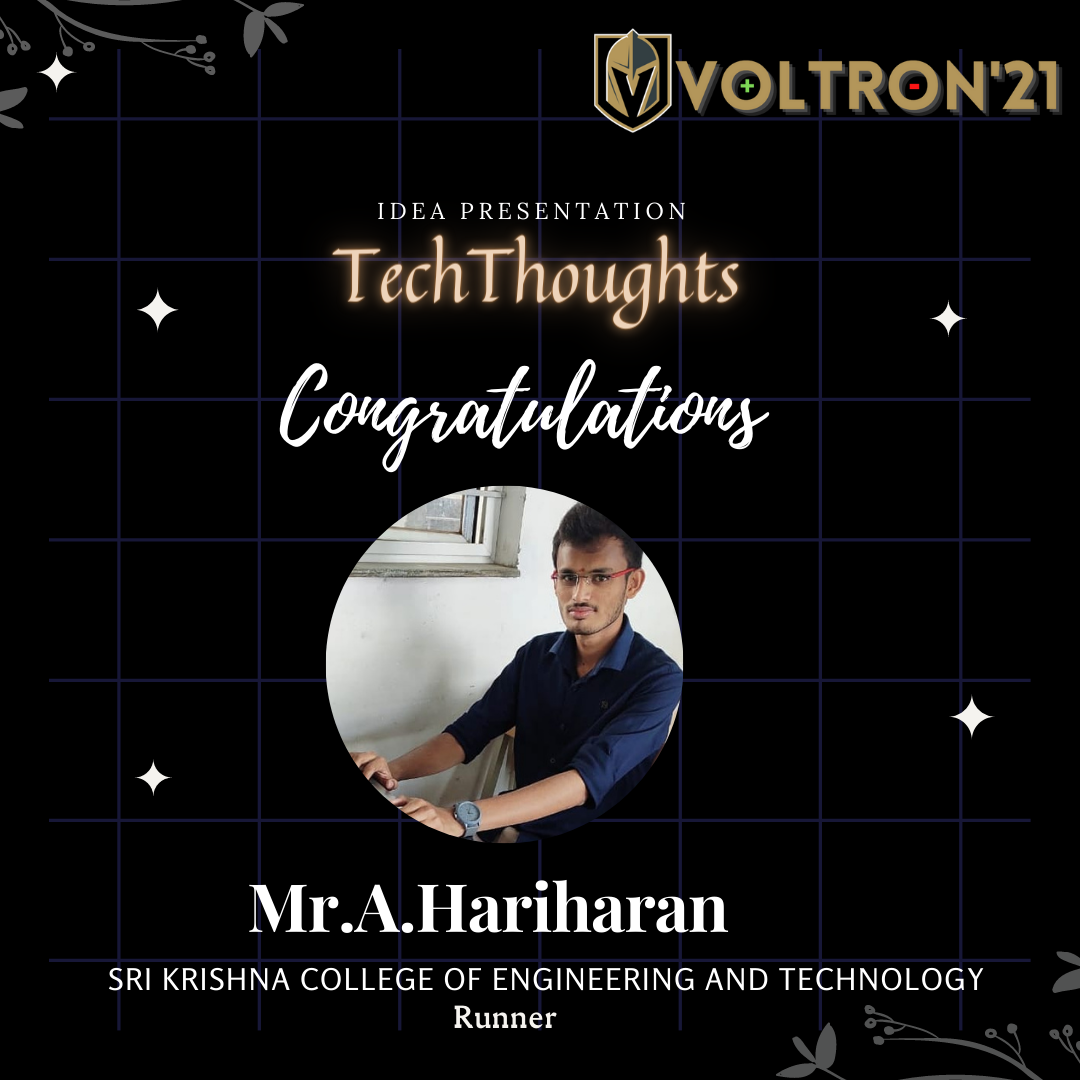 VOLTRON'21
IDEA PRESENTATION
TechThoughts
Congratulations
Mr.A.Hariharan
SRI KRISHNA COLLEGE OF ENGINEERING AND TECHNOLOGY
Runner